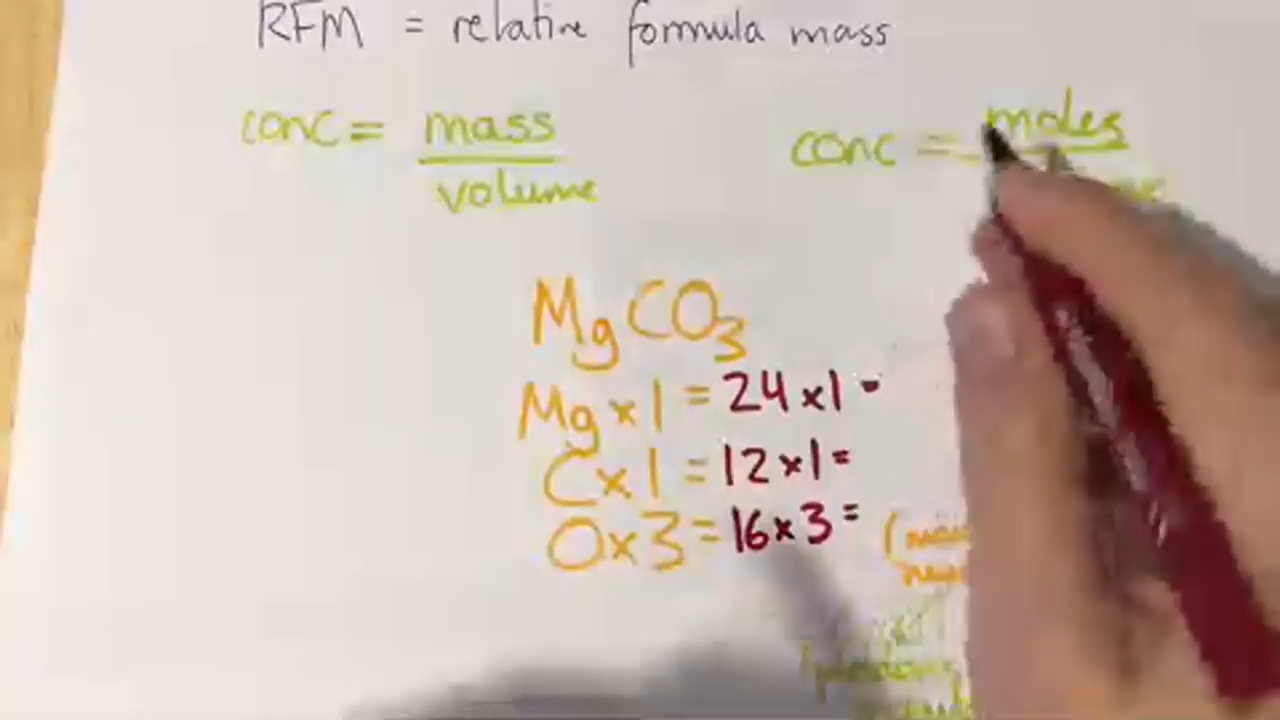 RFM = relative formula mass
conc = mass
volume
conc = moles
MgCO3
Mg x 1 = 24 x 1 =
C x 1 = 12 x 1 =
O x 3 = 16 x 3 =